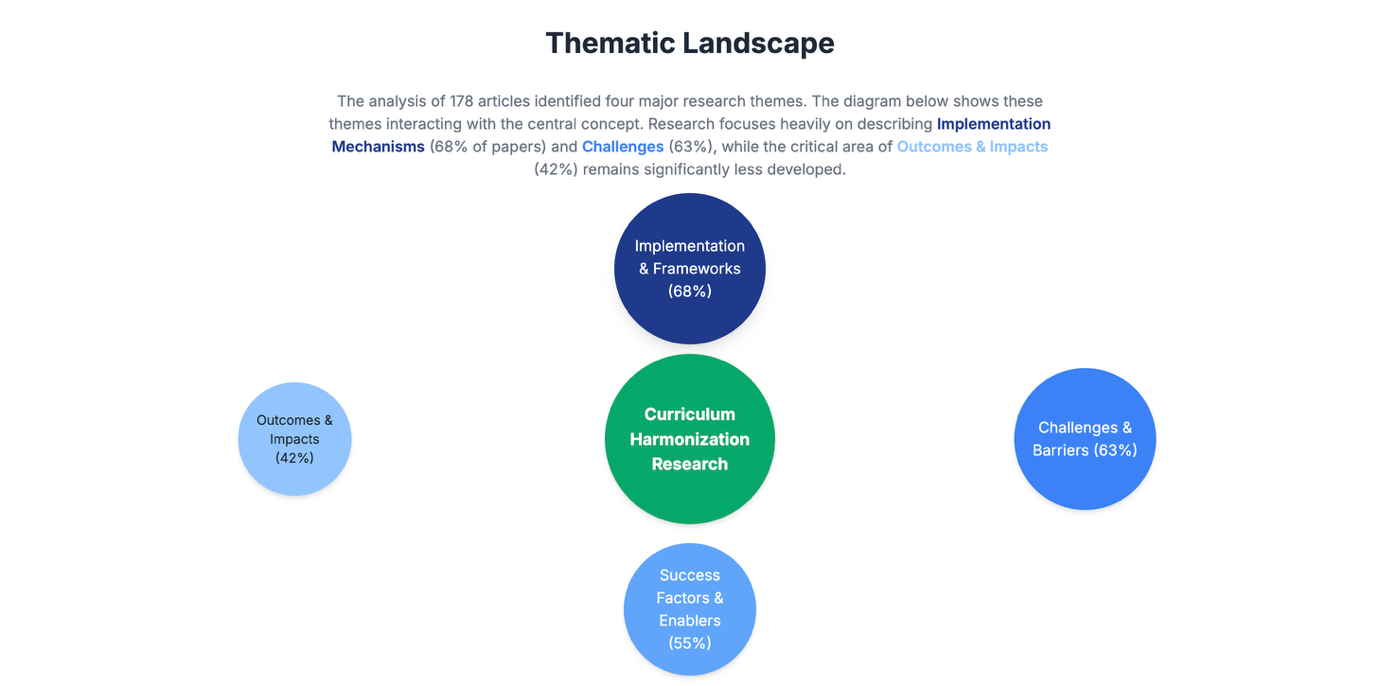 Thematic Landscape
The analysis of 178 articles identified four major research themes. The diagram below shows these
themes interacting with the central concept. Research focuses heavily on describing Implementation
Mechanisms (68% of papers) and Challenges (63%), while the critical area of Outcomes & Impacts
(42%) remains significantly less developed.
Implementation
& Frameworks
(68%)
Outcomes &
Impacts
(42%)
Curriculum
Harmonization
Research
Challenges &
Barriers (63%)
Success
Factors &
Enablers
(55%)